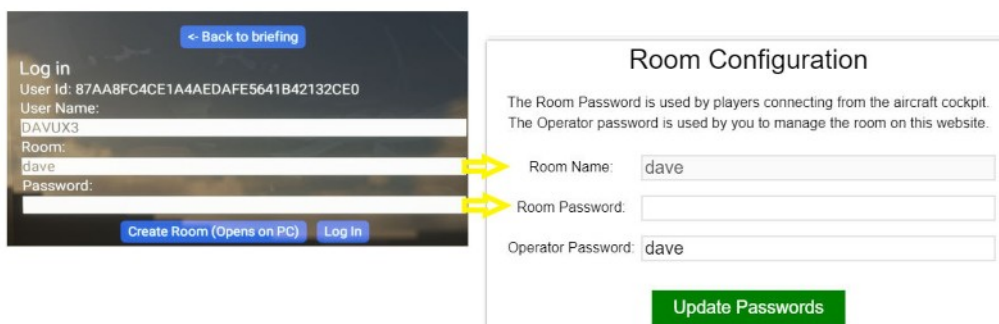 <- Back to briefing
Log in
User Id: 87AA8FC4CE1A4AEDAFE5641B42132CE0
User Name:
DAVUX3
Room:
dave
Password:
Create Room (Opens on PC) Log In
Room Configuration
The Room Password is used by players connecting from the aircraft cockpit.
The Operator password is used by you to manage the room on this website.
Room Name: dave
Room Password:
Operator Password: dave
Update Passwords